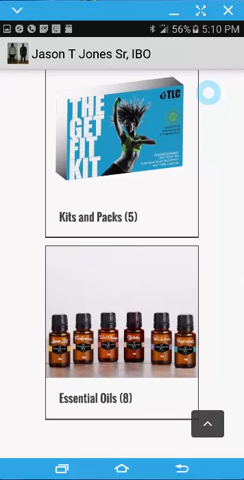 56% 5:10 PM
Jason T Jones Sr, IBO
THE
GET
FIT
KIT
TLC
Kits and Packs (5)
Essential Oils (8)